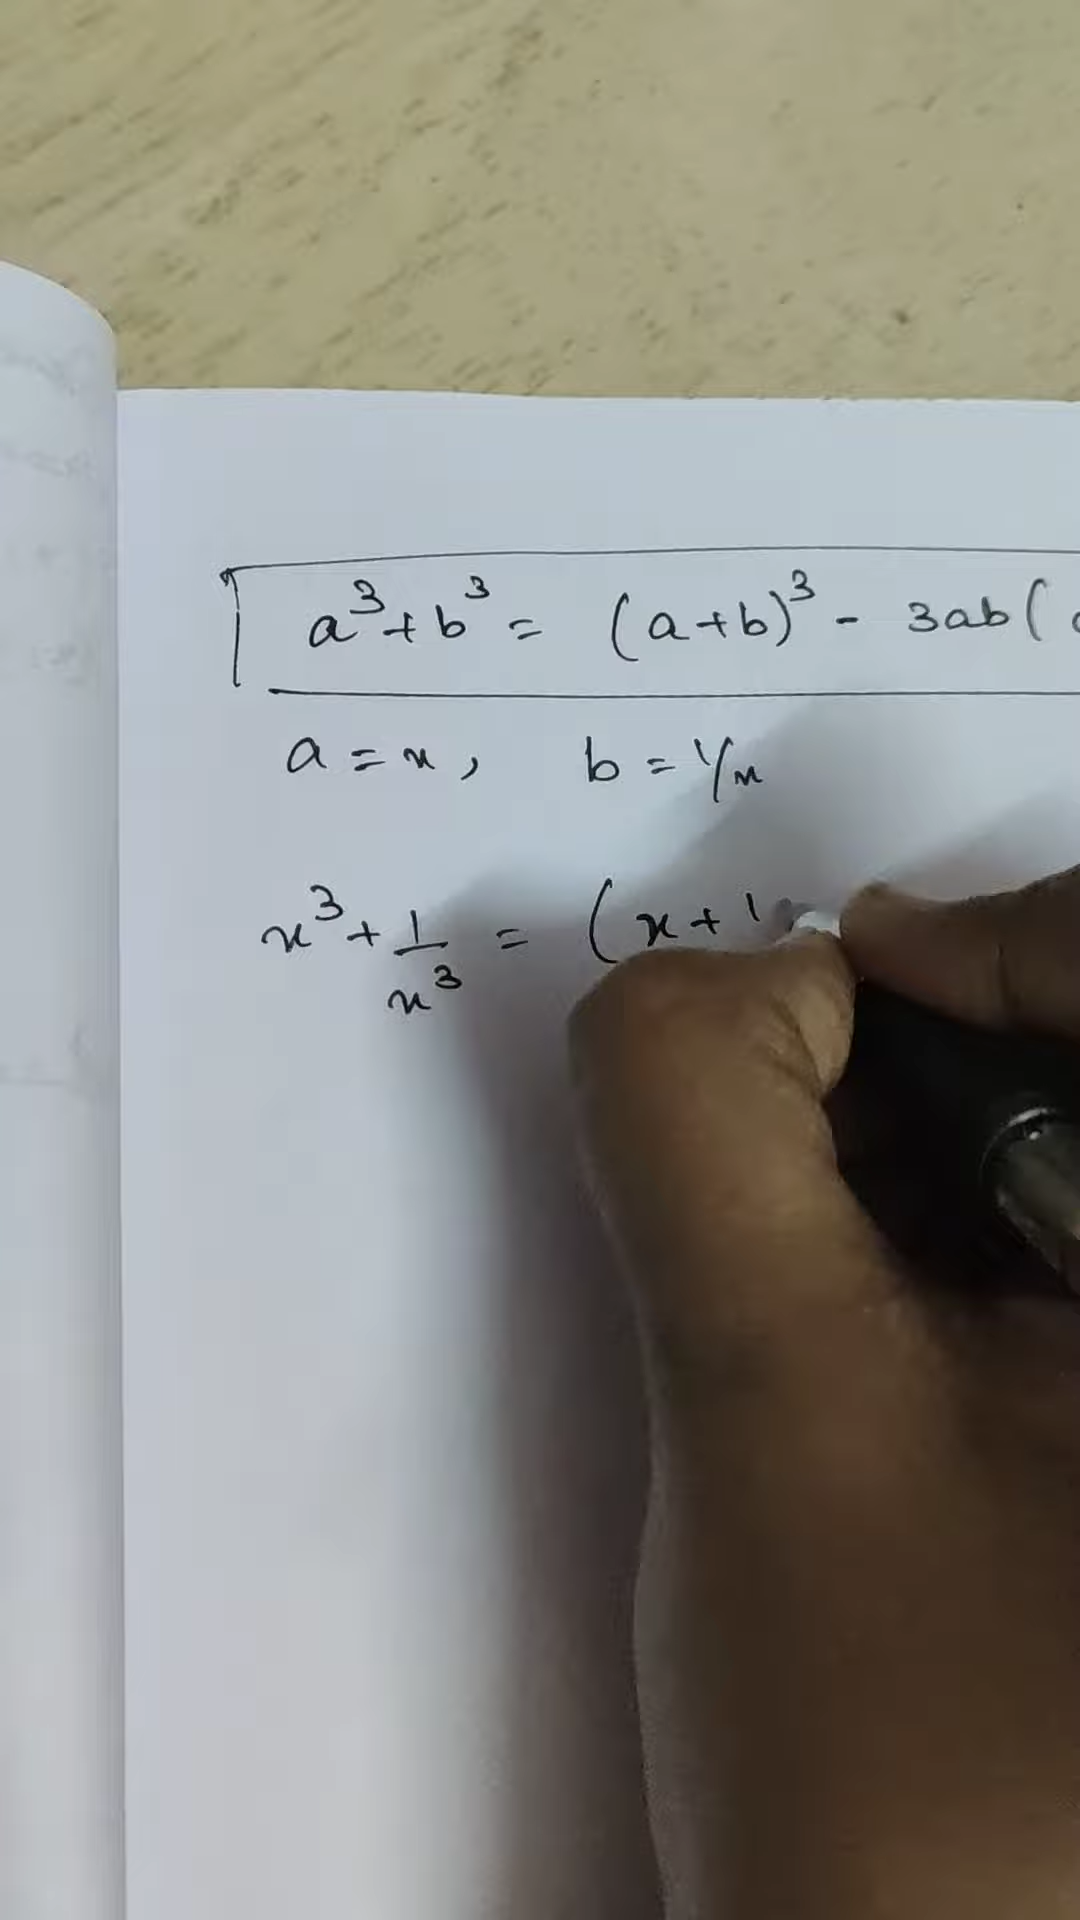 a³ + b³ = (a+b)³ - 3ab(
a = x, b = 1/x
x³ + 1/x³ = (x + 1